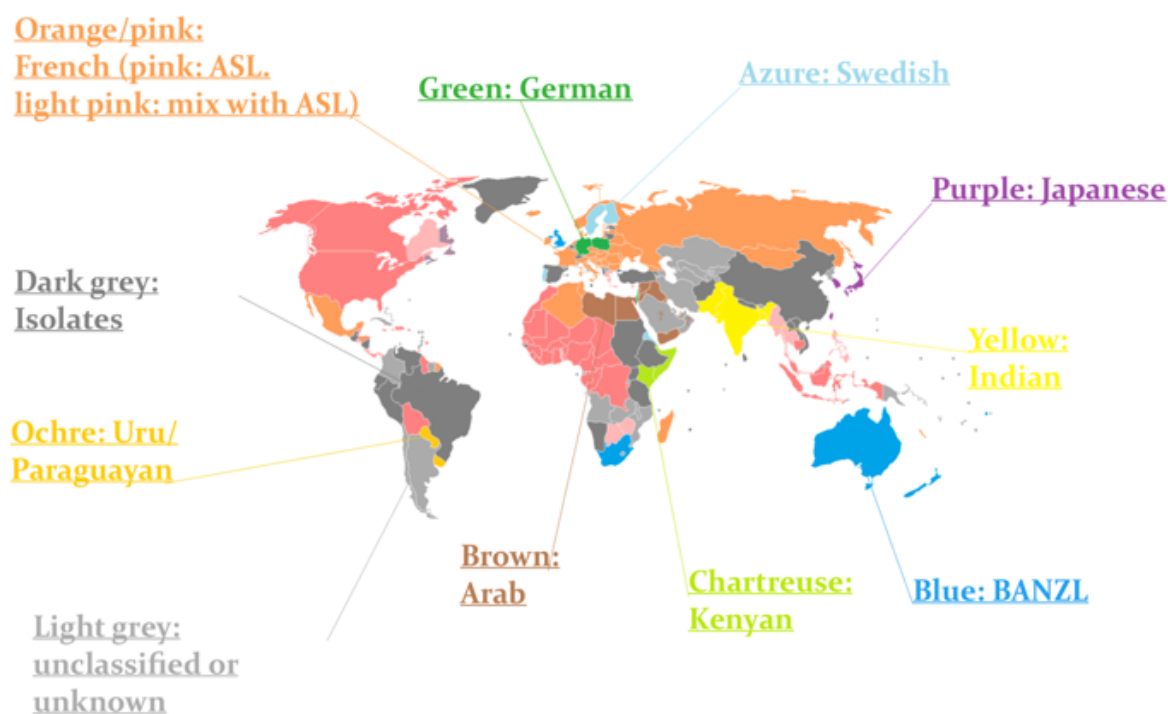 Orange/pink:
French (pink: ASL.
light pink: mix with ASL)
Green: German
Azure: Swedish
Purple: Japanese
Dark grey:
Isolates
Yellow:
Indian
Ochre: Uru/
Paraguayan
Brown:
Arab
Chartreuse:
Kenyan
Blue: BANZL
Light grey:
unclassified or
unknown